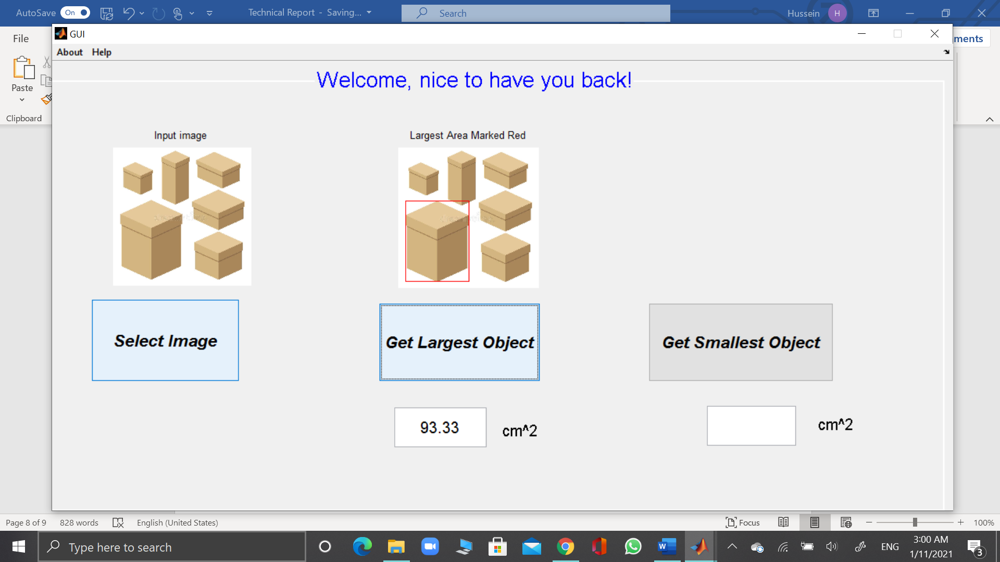 AutoSave On Technical Report - Saving... Search Hussein H
File
GUI
ments
About Help
Paste
Clipboard
Welcome, nice to have you back!
Input image
Largest Area Marked Red
Select Image
Get Largest Object
Get Smallest Object
93.33 cm^2
cm^2
Page 8 of 9 828 words English (United States) Focus 100%
Type here to search
W
ENG
3:00 AM
1/11/2021
3